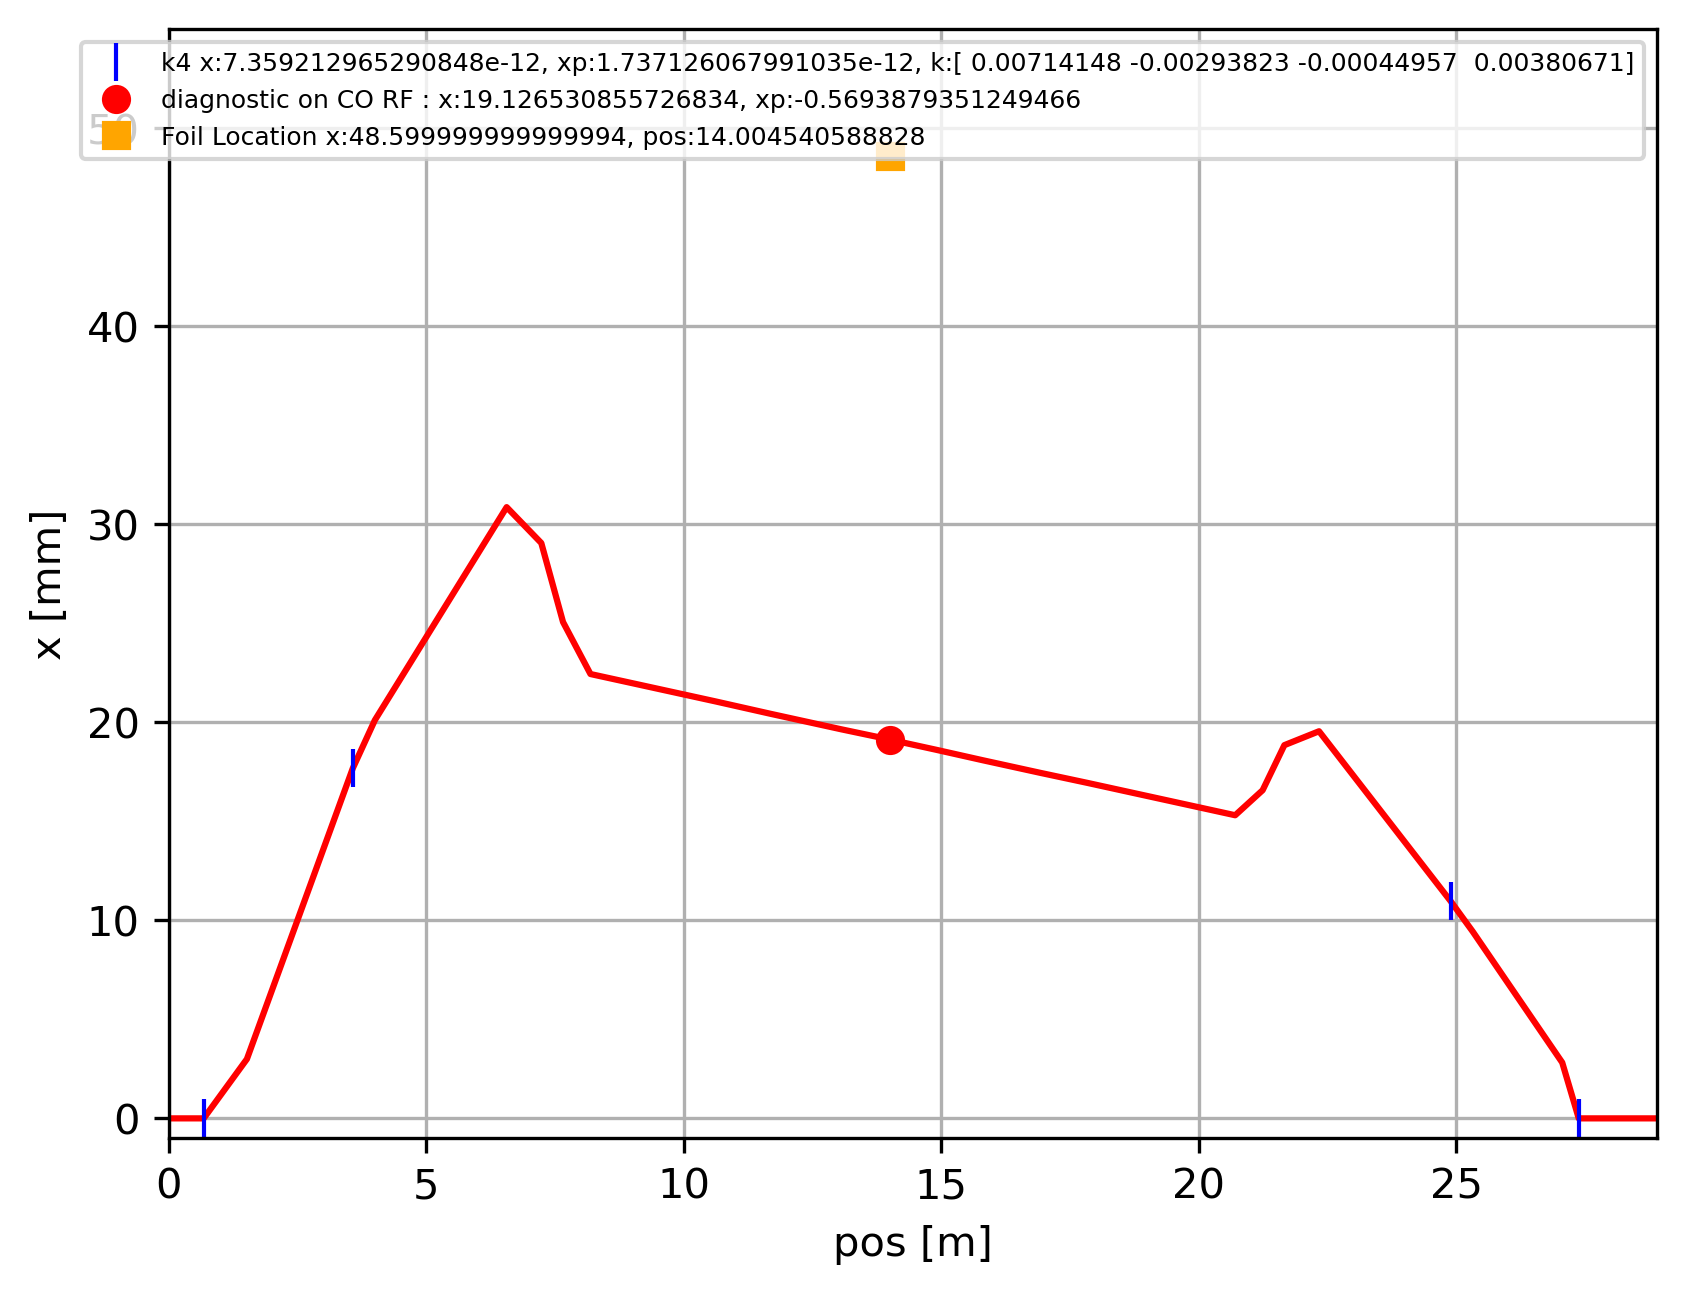 k4 x:7.359212965290848e-12, xp:1.737126067991035e-12, k:[ 0.00714148 -0.00293823 -0.00044957  0.00380671]
diagnostic on CO RF : x:19.126530855726834, xp:-0.5693879351249466
50
Foil Location x:48.599999999999994, pos:14.004540588828
40
30
20
10
0
x [mm]
0 5 10 15 20 25
pos [m]